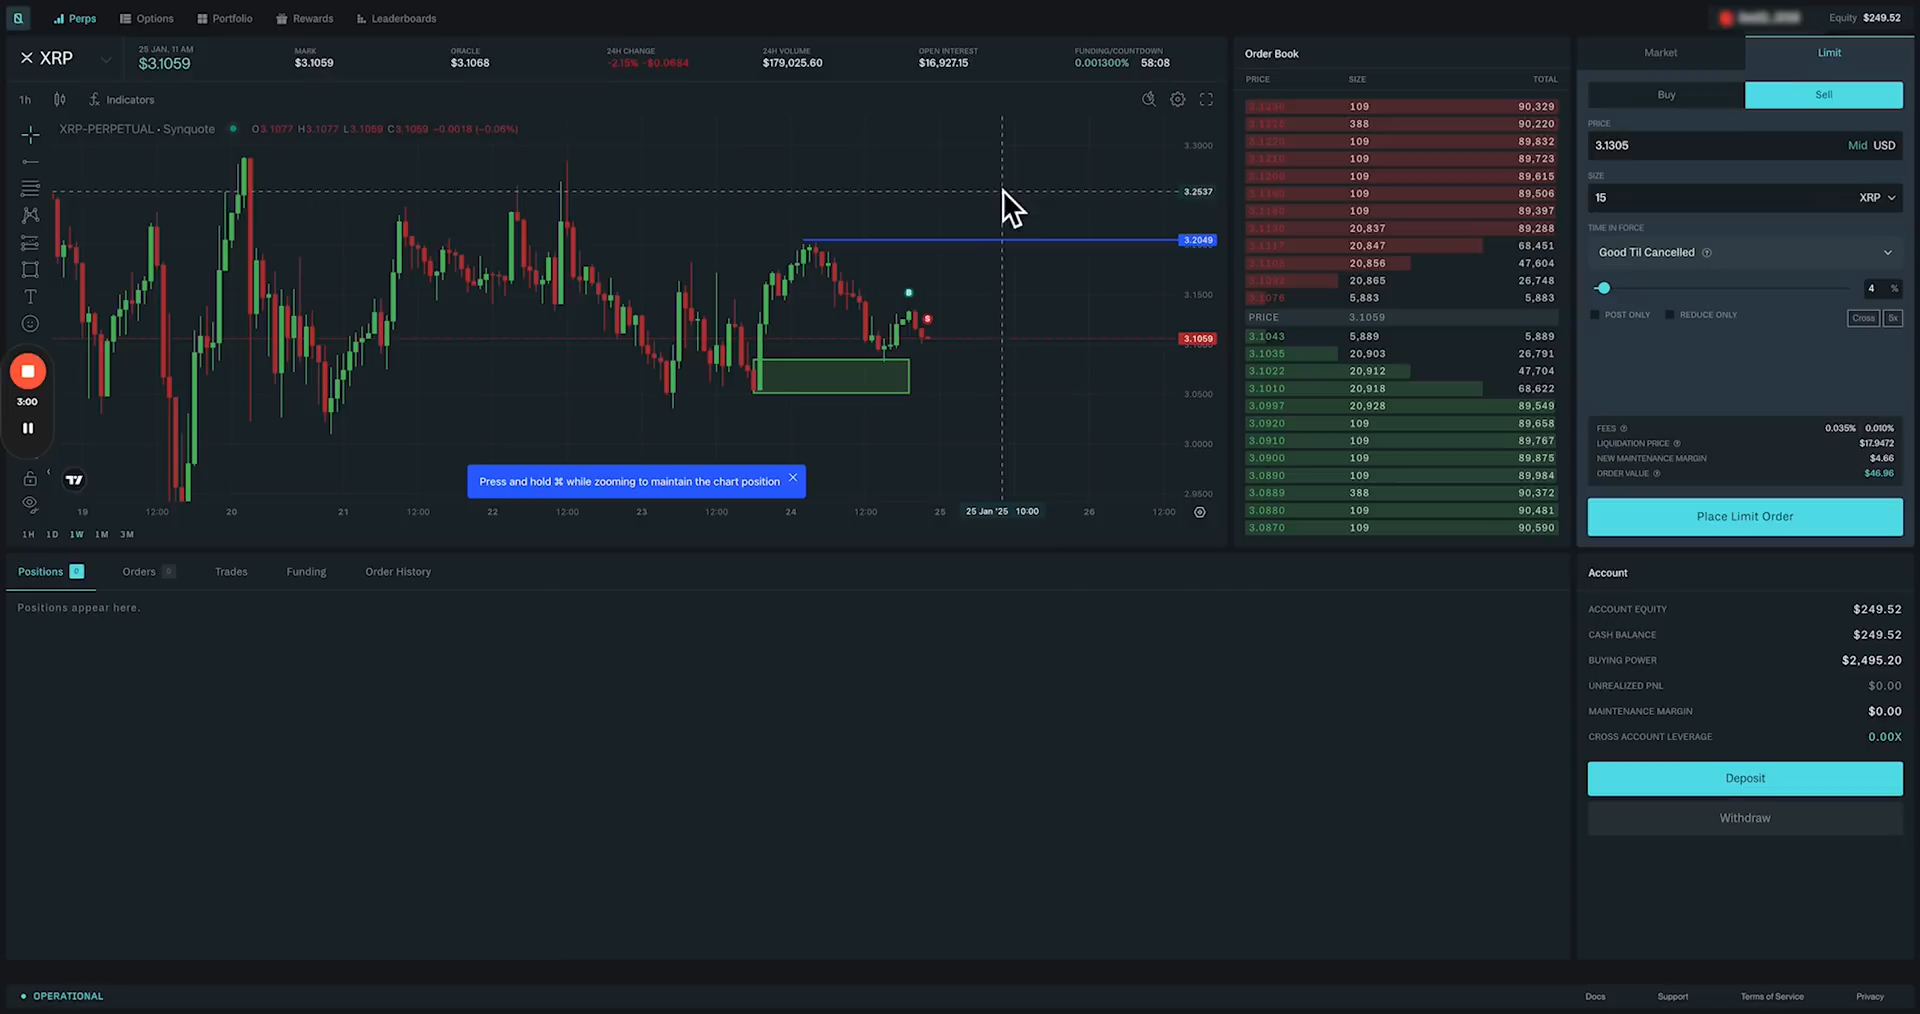 Perps
Options
Portfolio
Rewards
Leaderboards
Equity $249.52
XRP
25 JAN, 11 AM
$3.1059
MARK
$3.1059
ORACLE
$3.1068
24H CHANGE
-2.15% -$0.0684
24H VOLUME
$179,025.60
OPEN INTEREST
$16,927.15
FUNDING/COUNTDOWN
0.001300% 58:08
1h
Indicators
XRP-PERPETUAL • Synquote
O3.1077 H3.1077 L3.1059 C3.1059 −0.0018 (−0.06%)
3.3000
3.2537
3.2049
3.1500
S
3.1059
3.0500
3.0000
2.9500
3:00
Press and hold ⌘ while zooming to maintain the chart position
19 12:00 20 21 12:00 22 12:00 23 12:00 24 12:00 25 25 Jan '25 10:00 26 12:00
1H 1D 1W 1M 3M
Order Book
PRICE SIZE TOTAL
109 90,329
388 90,220
109 89,832
109 89,723
109 89,615
109 89,506
109 89,397
20,837 89,288
20,847 68,451
20,856 47,604
20,865 26,748
3.1076 5,883 5,883
PRICE 3.1059
3.1043 5,889 5,889
3.1035 20,903 26,791
3.1022 20,912 47,704
3.1010 20,918 68,622
3.0997 20,928 89,549
3.0920 109 89,658
3.0910 109 89,767
3.0900 109 89,875
3.0890 109 89,984
3.0889 388 90,372
3.0880 109 90,481
3.0870 109 90,590
Market
Limit
Buy
Sell
PRICE
3.1305 Mid USD
SIZE
15 XRP
TIME IN FORCE
Good Til Cancelled
4 %
POST ONLY REDUCE ONLY
Cross 5x
FEES 0.035% 0.010%
LIQUIDATION PRICE $17.9472
NEW MAINTENANCE MARGIN $4.66
ORDER VALUE $46.96
Place Limit Order
Positions 0
Orders 0
Trades
Funding
Order History
Positions appear here.
Account
ACCOUNT EQUITY $249.52
CASH BALANCE $249.52
BUYING POWER $2,495.20
UNREALIZED PNL $0.00
MAINTENANCE MARGIN $0.00
CROSS ACCOUNT LEVERAGE 0.00X
Deposit
Withdraw
OPERATIONAL
Docs
Support
Terms of Service
Privacy